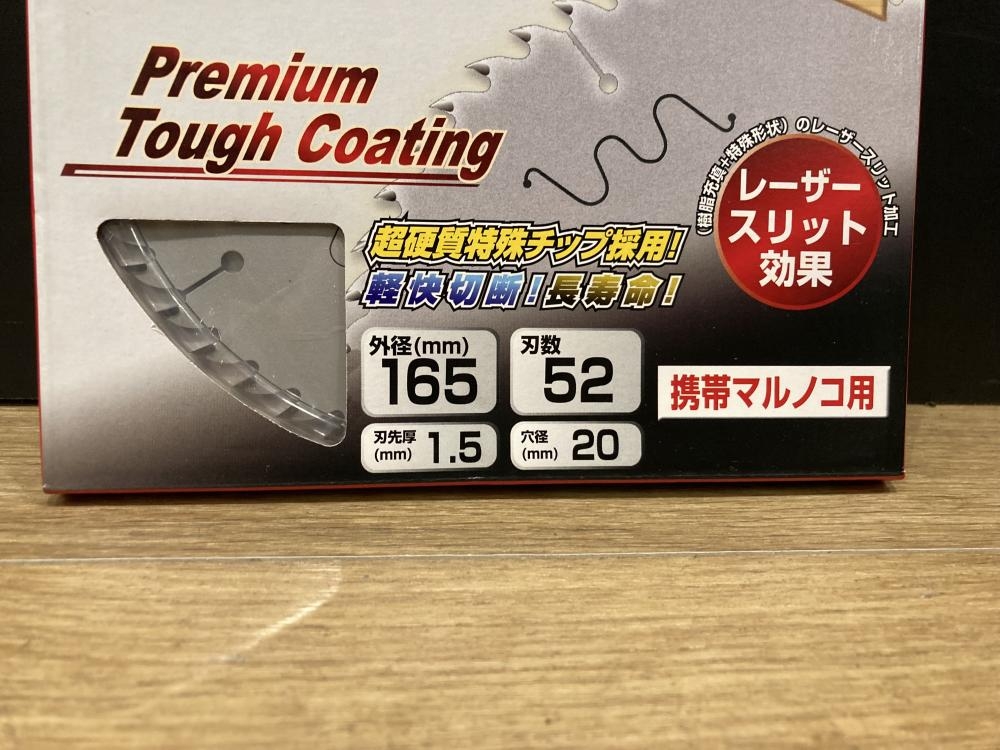 Premium
Tough Coating
(樹脂充填+特殊形状)のレーザースリット加工
レーザー
スリット
効果
超硬質特殊チップ採用!
軽快切断!長寿命!
外径(mm)
165
刃数
52
刃先厚
(mm) 1.5
穴径
(mm) 20
携帯マルノコ用